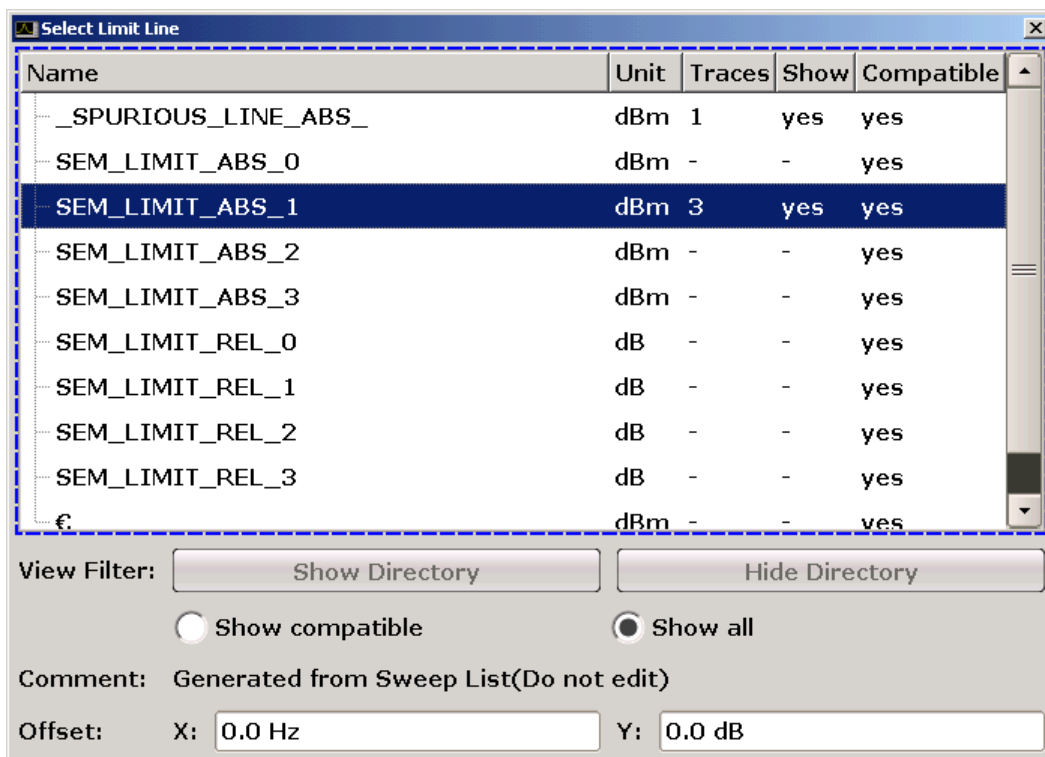 Select Limit Line
Name Unit Traces Show Compatible
_SPURIOUS_LINE_ABS_ dBm 1 yes yes
SEM_LIMIT_ABS_0 dBm - - yes
SEM_LIMIT_ABS_1 dBm 3 yes yes
SEM_LIMIT_ABS_2 dBm - - yes
SEM_LIMIT_ABS_3 dBm - - yes
SEM_LIMIT_REL_0 dB - - yes
SEM_LIMIT_REL_1 dB - - yes
SEM_LIMIT_REL_2 dB - - yes
SEM_LIMIT_REL_3 dB - - yes
dBm - - yes
View Filter: Show Directory Hide Directory
Show compatible Show all
Comment: Generated from Sweep List(Do not edit)
Offset: X: 0.0 Hz Y: 0.0 dB